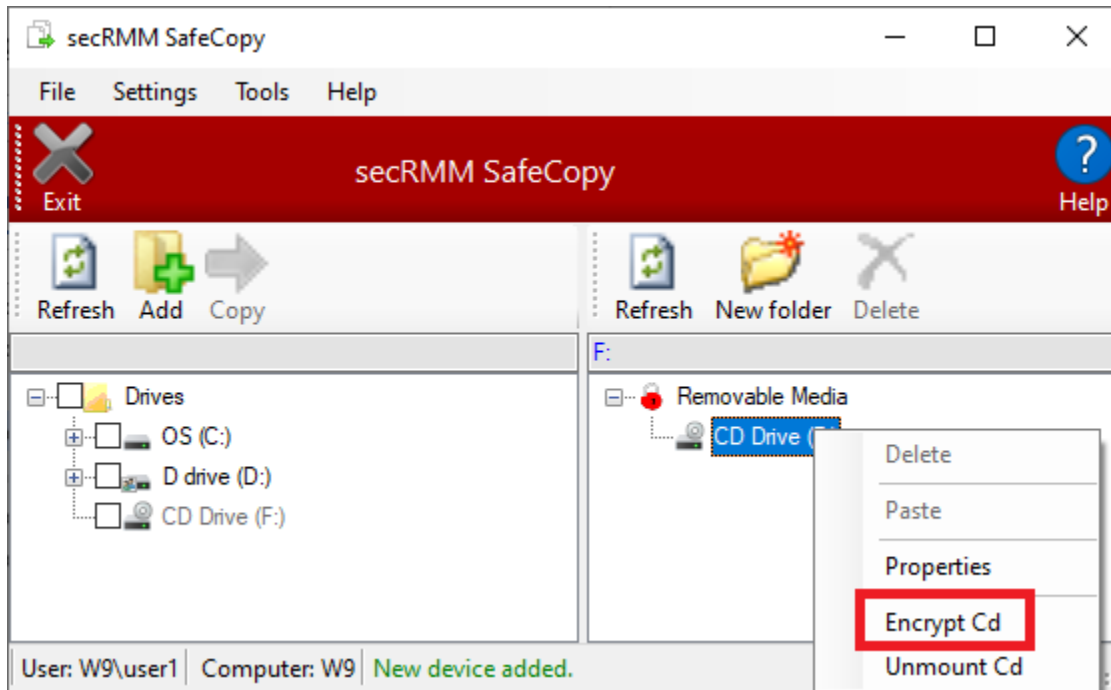 secRMM SafeCopy
File Settings Tools Help
secRMM SafeCopy
Exit
?
Help
Refresh Add Copy
Refresh New folder Delete
F:
Drives
OS (C:)
D drive (D:)
CD Drive (F:)
Removable Media
CD Drive (
Delete
Paste
Properties
Encrypt Cd
Unmount Cd
User: W9\user1 Computer: W9 New device added.